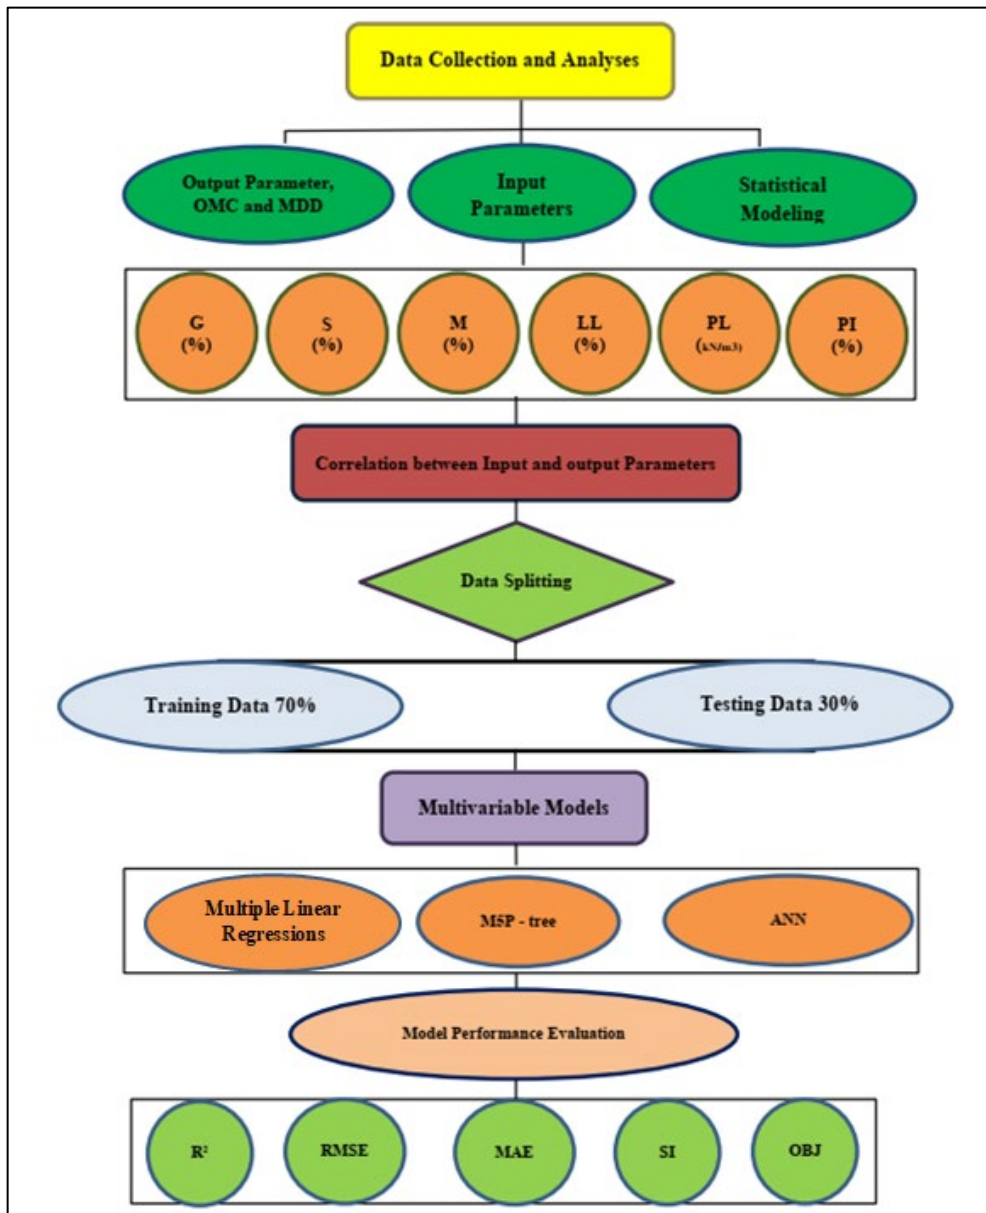 Data Collection and Analyses
Output Parameter,
OMC and MDD
Input
Parameters
Statistical
Modeling
G
(%)
S
(%)
M
(%)
LL
(%)
PL
(kN/m3)
PI
(%)
Correlation between Input and output Parameters
Data Splitting
Training Data 70%
Testing Data 30%
Multivariable Models
Multiple Linear
Regressions
M5P - tree
ANN
Model Performance Evaluation
R²
RMSE
MAE
SI
OBJ